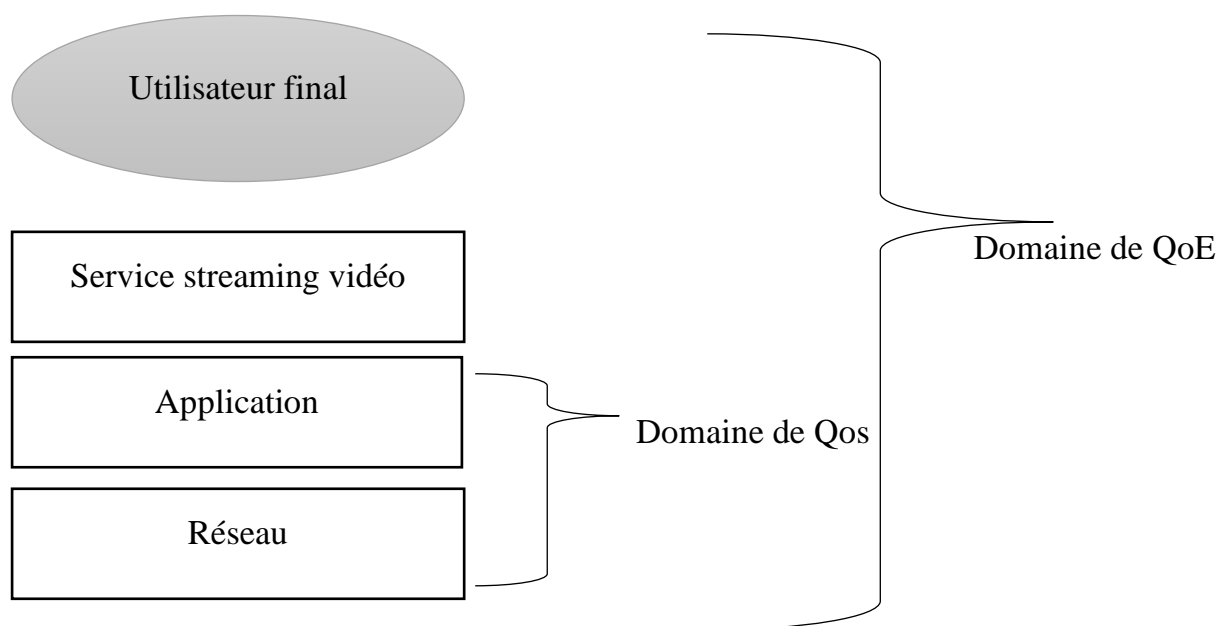 Utilisateur final
Service streaming vidéo
Domaine de QoE
Application
Domaine de Qos
Réseau